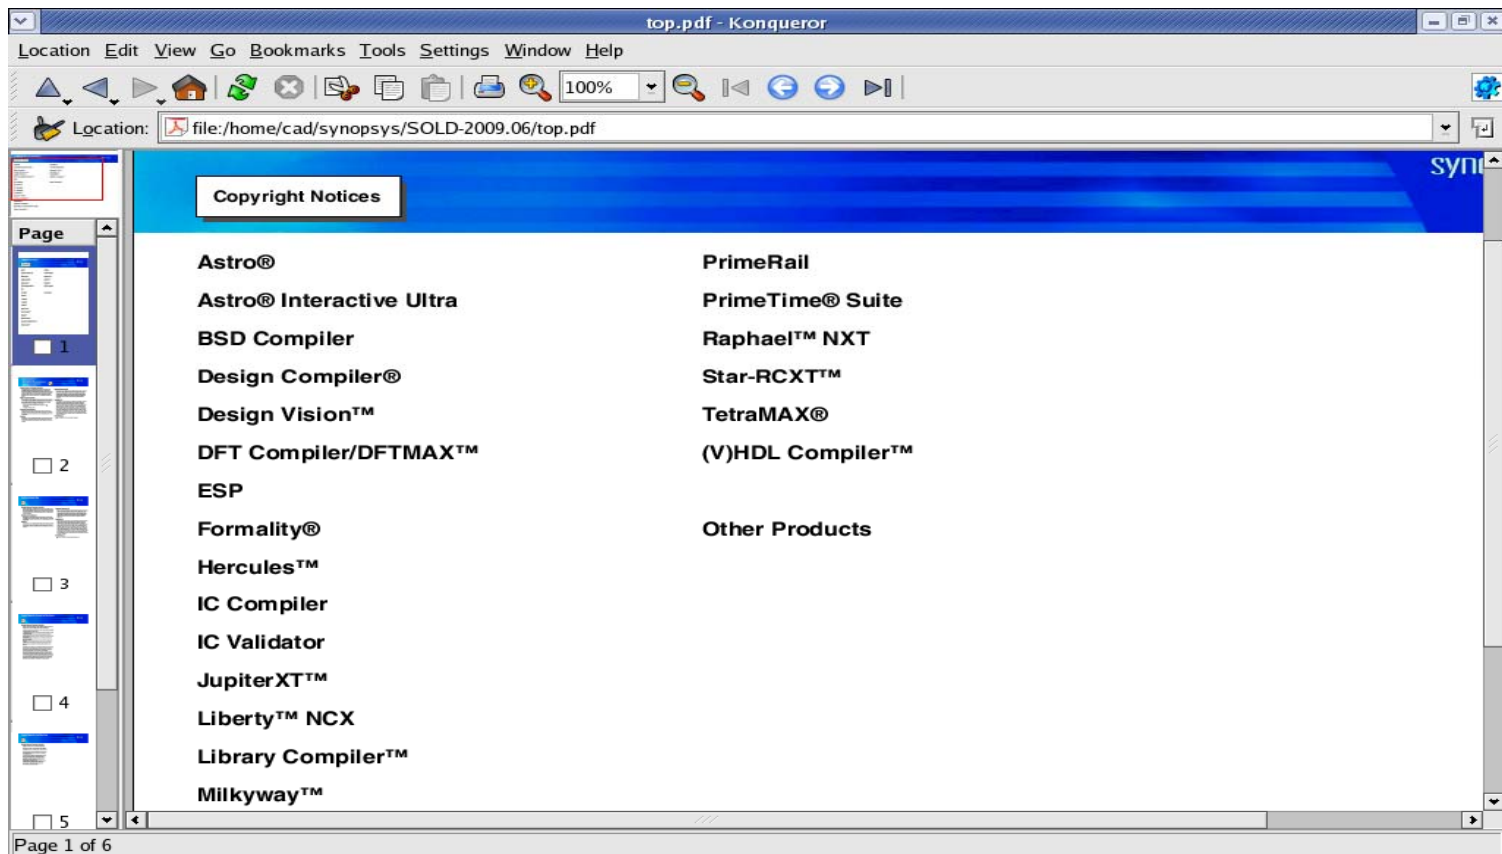 top.pdf - Konqueror
Location Edit View Go Bookmarks Tools Settings Window Help
100%
Location: file:/home/cad/synopsys/SOLD-2009.06/top.pdf
Copyright Notices
Page
1
2
3
4
5
Astro®
Astro® Interactive Ultra
BSD Compiler
Design Compiler®
Design Vision™
DFT Compiler/DFTMAX™
ESP
Formality®
Hercules™
IC Compiler
IC Validator
JupiterXT™
Liberty™ NCX
Library Compiler™
Milkyway™
PrimeRail
PrimeTime® Suite
Raphael™ NXT
Star-RCXT™
TetraMAX®
(V)HDL Compiler™
Other Products
Page 1 of 6